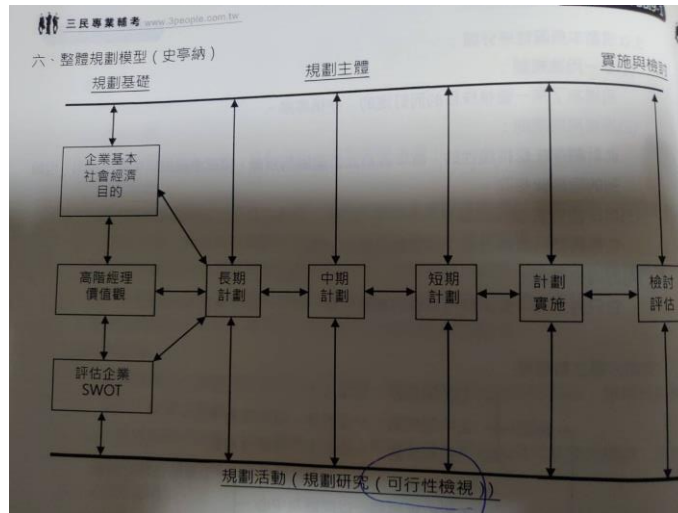 三民專業輔考 www.3people.com.tw
六、整體規劃模型（史亭納）
規劃基礎
規劃主體
實施與檢討
企業基本
社會經濟
目的
高階經理
價值觀
長期
計劃
中期
計劃
短期
計劃
計劃
實施
檢討
評估
評估企業
SWOT
規劃活動（規劃研究（可行性檢視））